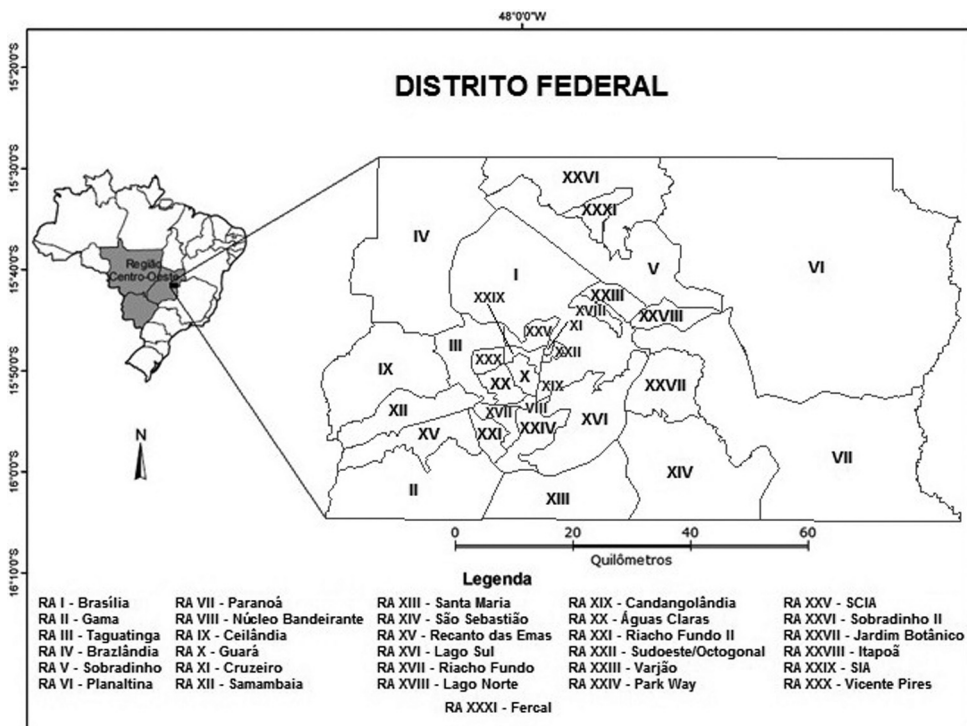 48°0'0"W
DISTRITO FEDERAL
15°20'0"S
15°30'0"S
15°40'0"S
15°50'0"S
16°0'0"S
16°10'0"S
Região
Centro-Oeste
N
XXVI
XXXI
IV
I
V
VI
XXIX
XXIII
XVIII
XXVIII
XI
XXV
III
XXII
XXX
IX
X
XX
XIX
XXVII
XII
XVII
VIII
XVI
XV
XXI
XXIV
XIV
VII
II
XIII
0 20 40 60
Quilômetros
Legenda
RA I - Brasília
RA II - Gama
RA III - Taguatinga
RA IV - Brazlândia
RA V - Sobradinho
RA VI - Planaltina
RA VII - Paranoá
RA VIII - Núcleo Bandeirante
RA IX - Ceilândia
RA X - Guará
RA XI - Cruzeiro
RA XII - Samambaia
RA XIII - Santa Maria
RA XIV - São Sebastião
RA XV - Recanto das Emas
RA XVI - Lago Sul
RA XVII - Riacho Fundo
RA XVIII - Lago Norte
RA XIX - Candangolândia
RA XX - Águas Claras
RA XXI - Riacho Fundo II
RA XXII - Sudoeste/Octogonal
RA XXIII - Varjão
RA XXIV - Park Way
RA XXV - SCIA
RA XXVI - Sobradinho II
RA XXVII - Jardim Botânico
RA XXVIII - Itapoã
RA XXIX - SIA
RA XXX - Vicente Pires
RA XXXI - Fercal